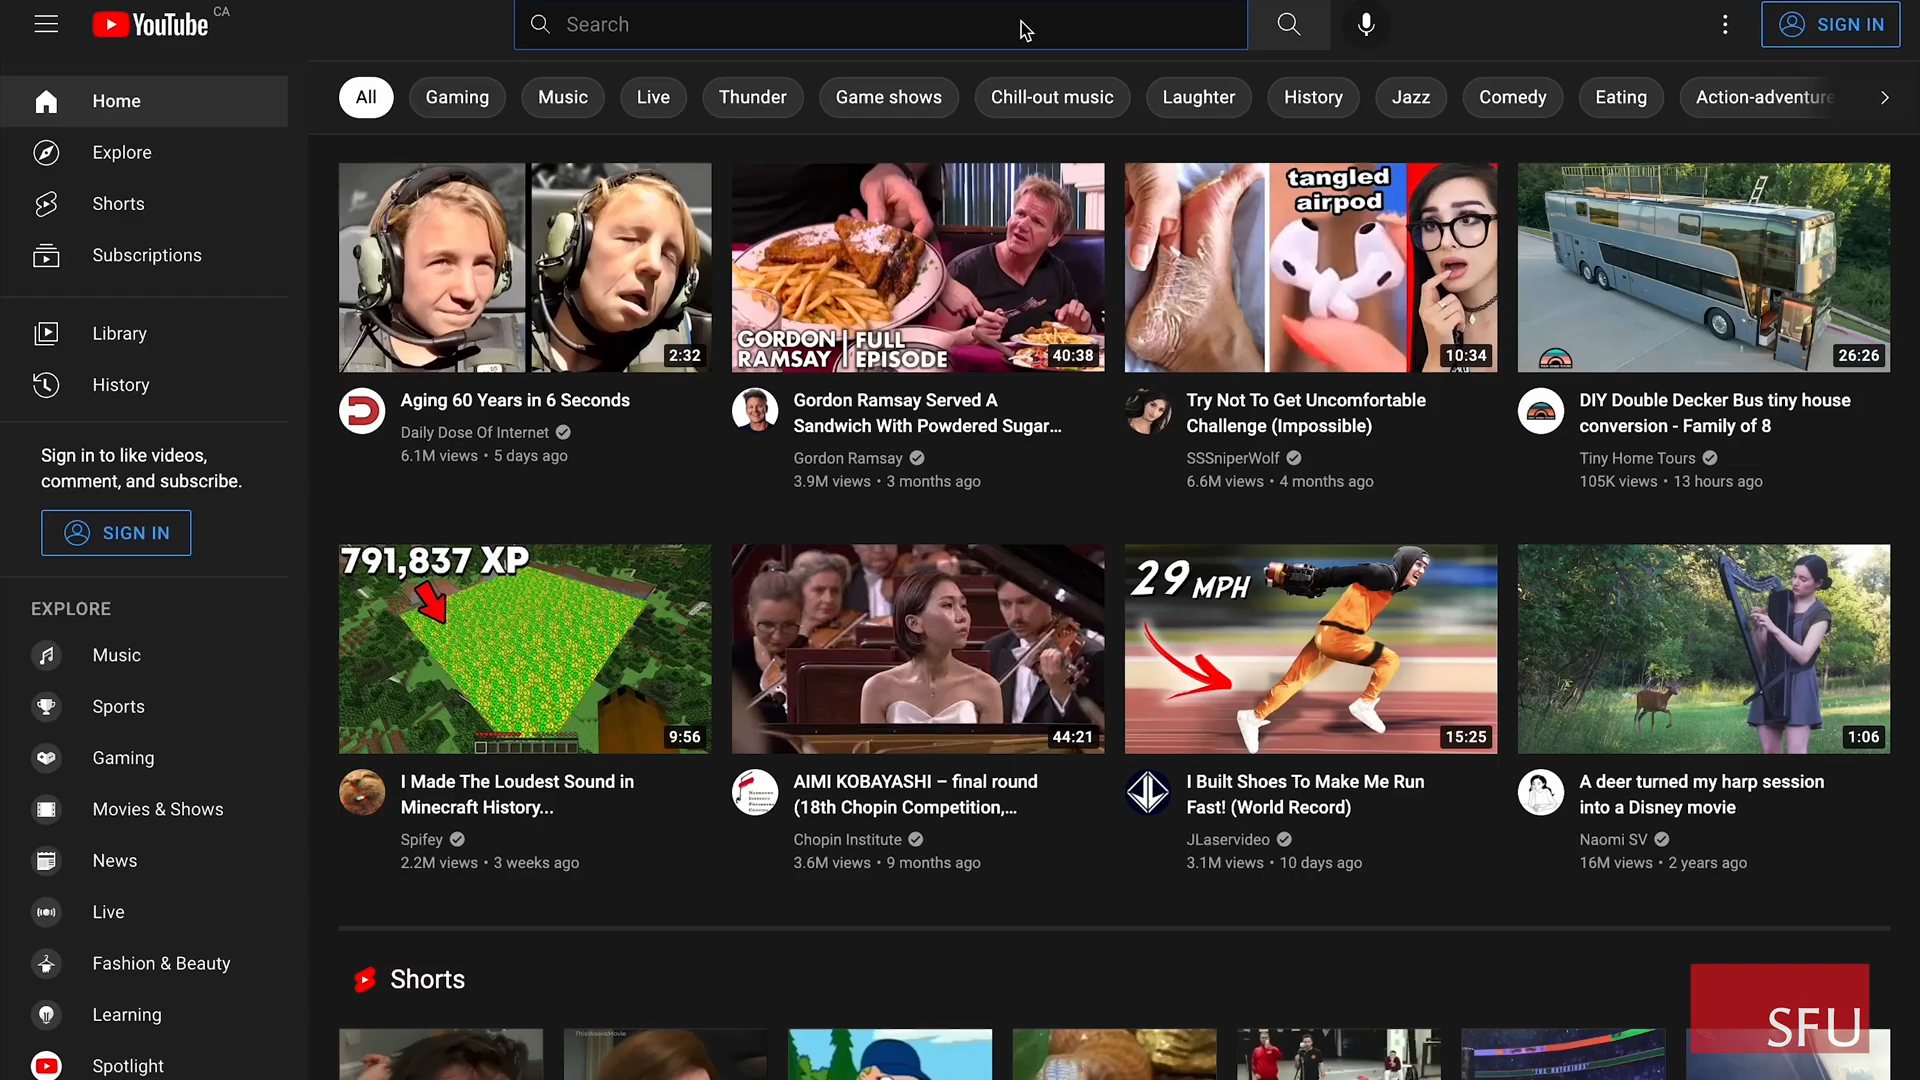 YouTube CA
Search
SIGN IN
Home
Explore
Shorts
Subscriptions
Library
History
Sign in to like videos,
comment, and subscribe.
SIGN IN
EXPLORE
Music
Sports
Gaming
Movies & Shows
News
Live
Fashion & Beauty
Learning
Spotlight
All
Gaming
Music
Live
Thunder
Game shows
Chill-out music
Laughter
History
Jazz
Comedy
Eating
Action-adventure
2:32
Aging 60 Years in 6 Seconds
Daily Dose Of Internet
6.1M views • 5 days ago
GORDON RAMSAY | FULL EPISODE
40:38
Gordon Ramsay Served A
Sandwich With Powdered Sugar...
Gordon Ramsay
3.9M views • 3 months ago
tangled
airpod
10:34
Try Not To Get Uncomfortable
Challenge (Impossible)
SSSniperWolf
6.6M views • 4 months ago
26:26
DIY Double Decker Bus tiny house
conversion - Family of 8
Tiny Home Tours
105K views • 13 hours ago
791,837 XP
9:56
I Made The Loudest Sound in
Minecraft History...
Spifey
2.2M views • 3 weeks ago
44:21
AIMI KOBAYASHI – final round
(18th Chopin Competition,...
Chopin Institute
3.6M views • 9 months ago
29 MPH
15:25
I Built Shoes To Make Me Run
Fast! (World Record)
JLaservideo
3.1M views • 10 days ago
1:06
A deer turned my harp session
into a Disney movie
Naomi SV
16M views • 2 years ago
Shorts
ThisWeeksMovie
"THE NOTORIOUS"
SFU